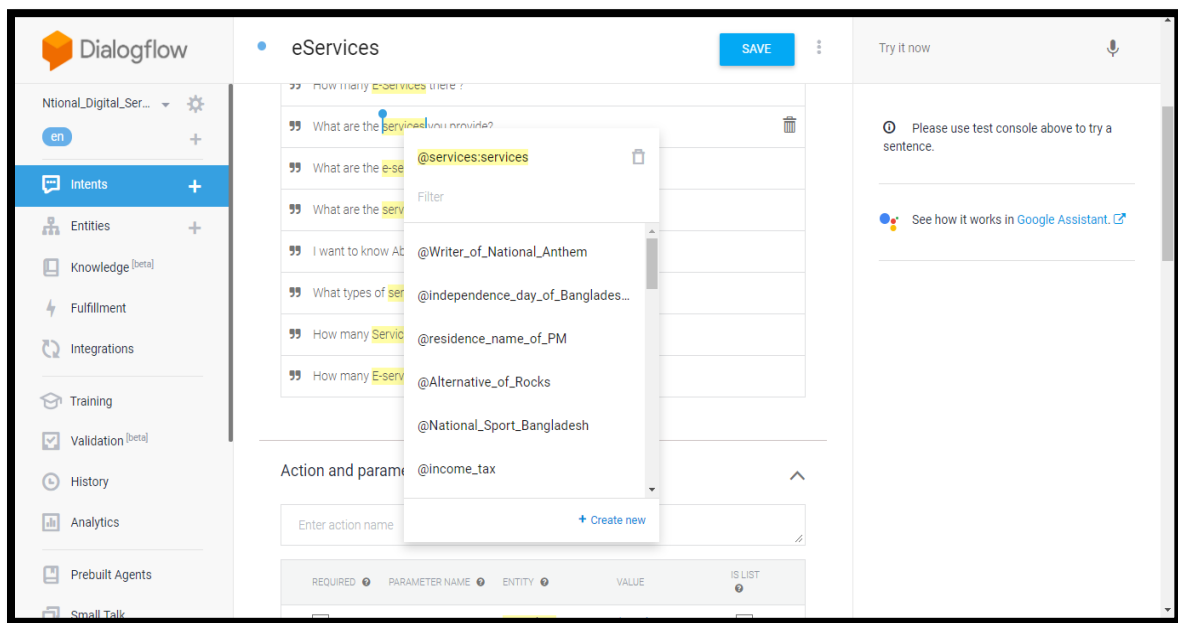 Dialogflow
eServices
SAVE
Try it now
Ntional_Digital_Ser...
en
Intents
Entities
Knowledge [beta]
Fulfillment
Integrations
Training
Validation [beta]
History
Analytics
Prebuilt Agents
Small Talk
How many E-Services there ?
What are the services you provide?
What are the e-se
What are the serv
I want to know Ab
What types of ser
How many Servic
How many E-serv
@services:services
Filter
@Writer_of_National_Anthem
@independence_day_of_Banglades...
@residence_name_of_PM
@Alternative_of_Rocks
@National_Sport_Bangladesh
@income_tax
+ Create new
Action and parame
Enter action name
REQUIRED PARAMETER NAME ENTITY VALUE IS LIST
Please use test console above to try a
sentence.
See how it works in Google Assistant.